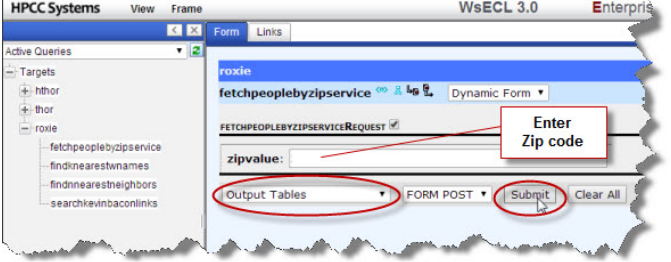 HPCC Systems View Frame WsECL 3.0 Enterpris
Form Links
Active Queries
Targets
hthor
thor
roxie
fetchpeoplebyzipservice
findknearestwnames
findnnearestneighbors
searchkevinbaconlinks
roxie
fetchpeoplebyzipservice Dynamic Form
FETCHPEOPLEBYZIPSERVICEREQUEST
Enter
Zip code
zipvalue:
Output Tables FORM POST Submit Clear All